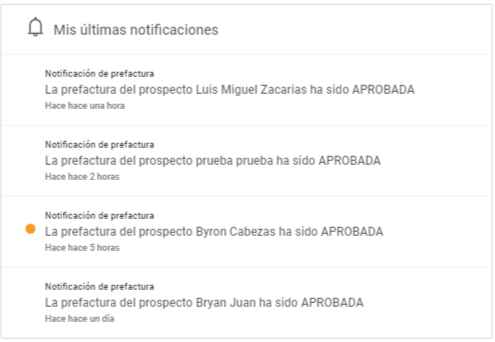 Mis últimas notificaciones
Notificación de prefactura
La prefactura del prospecto Luis Miguel Zacarias ha sido APROBADA
Hace hace una hora
Notificación de prefactura
La prefactura del prospecto prueba prueba ha sido APROBADA
Hace hace 2 horas
Notificación de prefactura
La prefactura del prospecto Byron Cabezas ha sido APROBADA
Hace hace 5 horas
Notificación de prefactura
La prefactura del prospecto Bryan Juan ha sido APROBADA
Hace hace un día